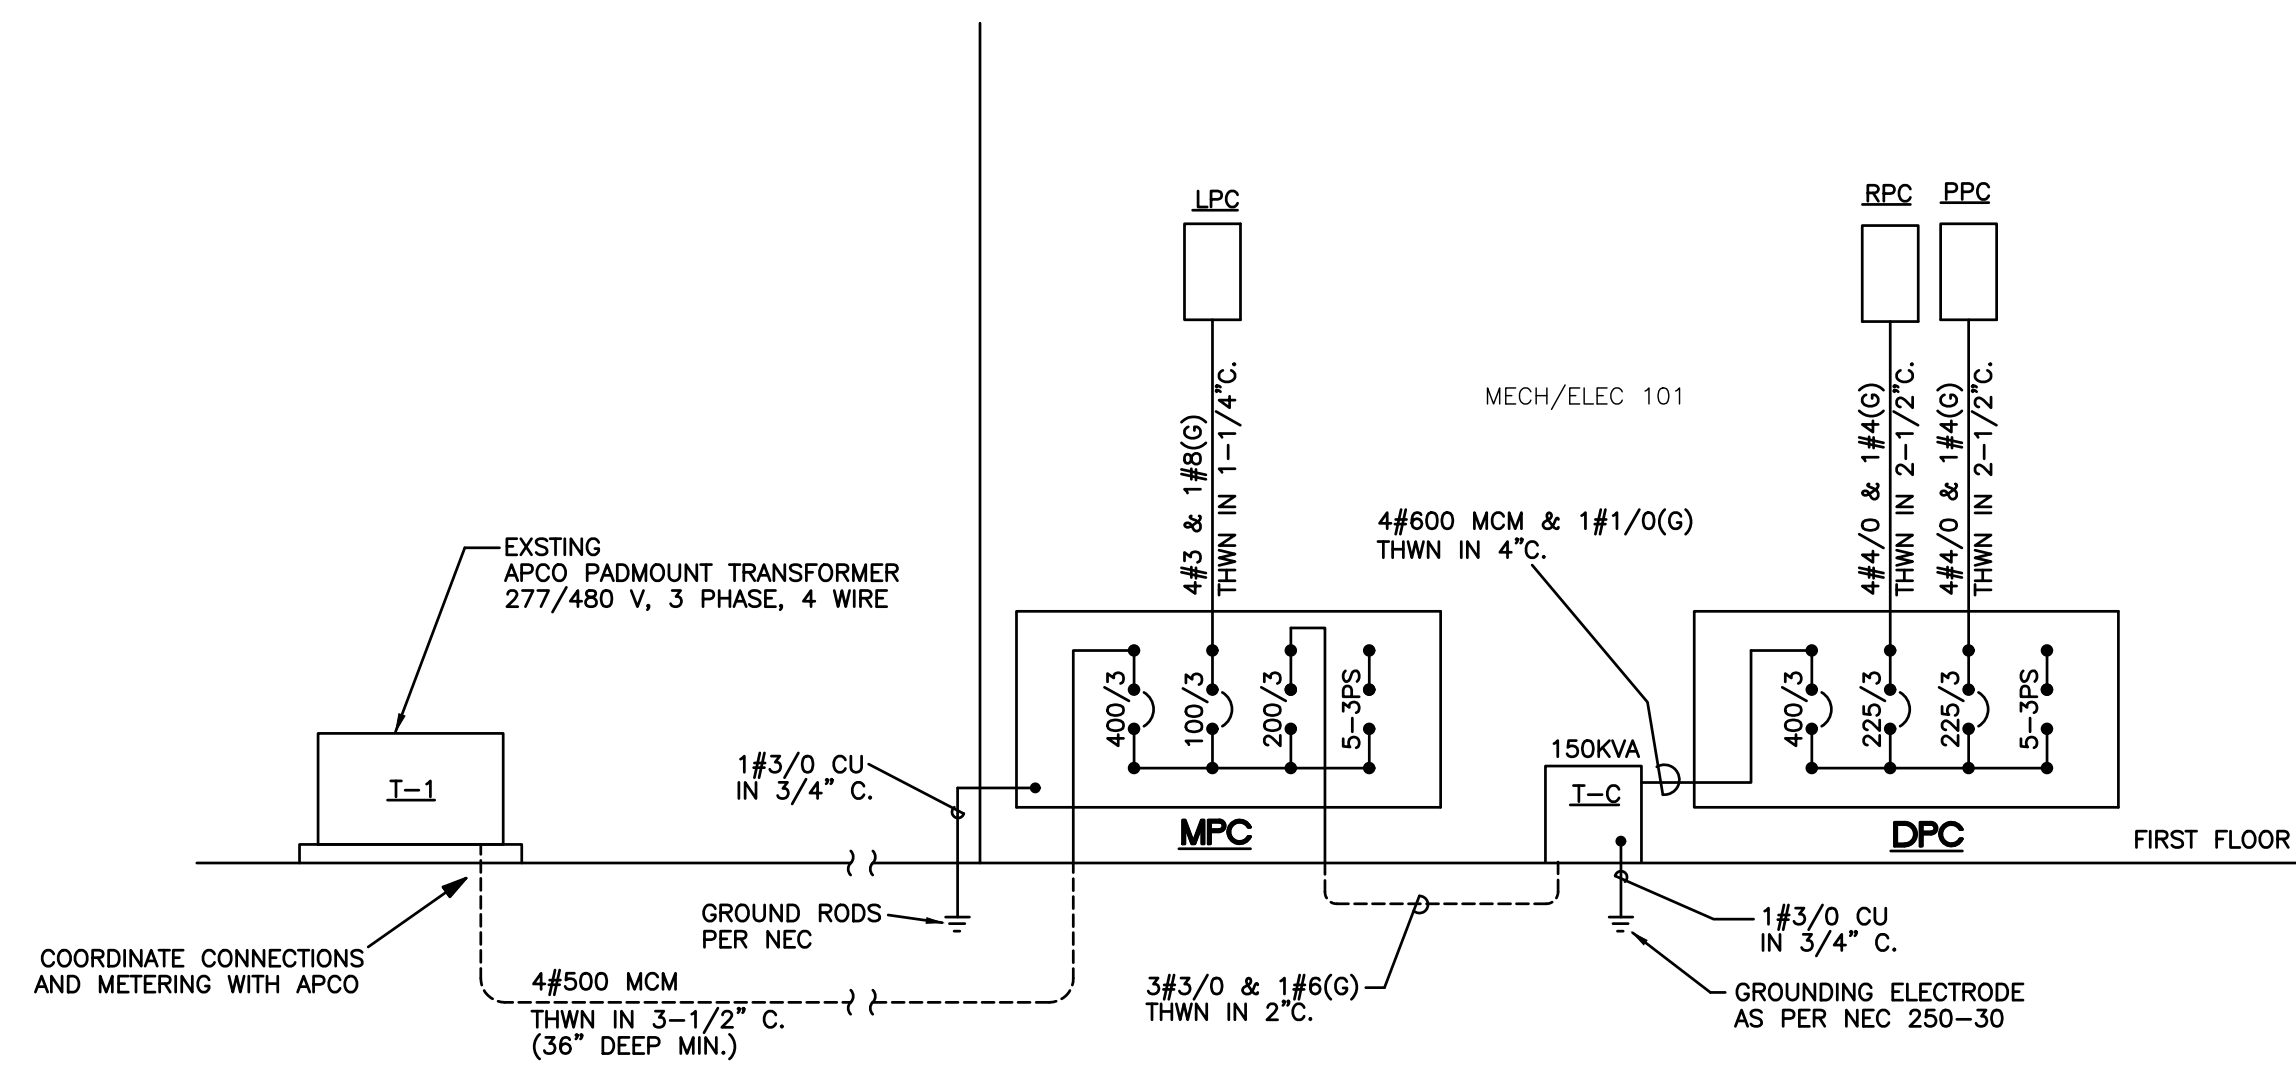 LPC
RPC
PPC
MECH/ELEC 101
4#3 & 1#8(G)
THWN IN 1-1/4"C.
4#4/0 & 1#4(G)
THWN IN 2-1/2"C.
4#4/0 & 1#4(G)
THWN IN 2-1/2"C.
4#600 MCM & 1#1/0(G)
THWN IN 4"C.
EXSTING
APCO PADMOUNT TRANSFORMER
277/480 V, 3 PHASE, 4 WIRE
400/3
100/3
200/3
5-3PS
400/3
225/3
225/3
5-3PS
1#3/0 CU
IN 3/4" C.
150KVA
T-1
T-C
MPC
DPC
FIRST FLOOR
GROUND RODS
PER NEC
1#3/0 CU
IN 3/4" C.
COORDINATE CONNECTIONS
AND METERING WITH APCO
4#500 MCM
THWN IN 3-1/2" C.
(36" DEEP MIN.)
3#3/0 & 1#6(G)
THWN IN 2"C.
GROUNDING ELECTRODE
AS PER NEC 250-30